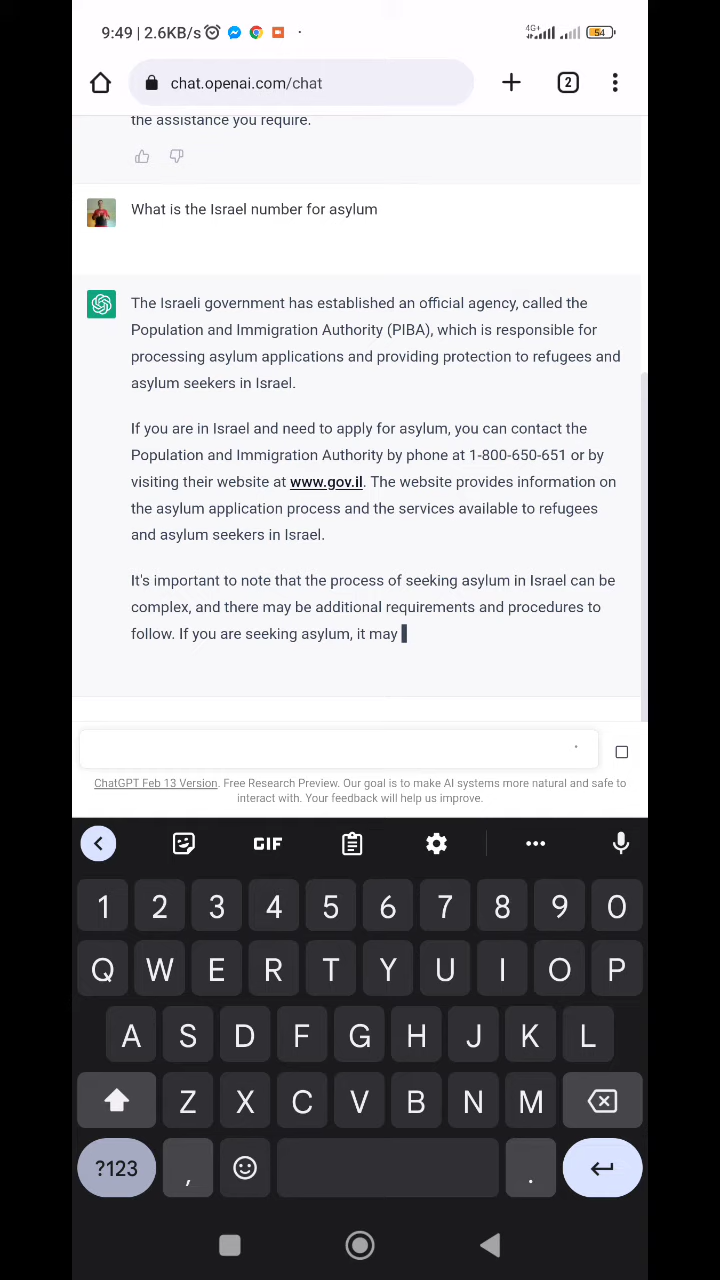 9:49 | 2.6KB/s
4G+
54
chat.openai.com/chat
2
the assistance you require.
What is the Israel number for asylum
The Israeli government has established an official agency, called the
Population and Immigration Authority (PIBA), which is responsible for
processing asylum applications and providing protection to refugees and
asylum seekers in Israel.
If you are in Israel and need to apply for asylum, you can contact the
Population and Immigration Authority by phone at 1-800-650-651 or by
visiting their website at www.gov.il. The website provides information on
the asylum application process and the services available to refugees
and asylum seekers in Israel.
It's important to note that the process of seeking asylum in Israel can be
complex, and there may be additional requirements and procedures to
follow. If you are seeking asylum, it may
ChatGPT Feb 13 Version. Free Research Preview. Our goal is to make AI systems more natural and safe to
interact with. Your feedback will help us improve.
GIF
1 2 3 4 5 6 7 8 9 0
Q W E R T Y U I O P
A S D F G H J K L
Z X C V B N M
?123 , .